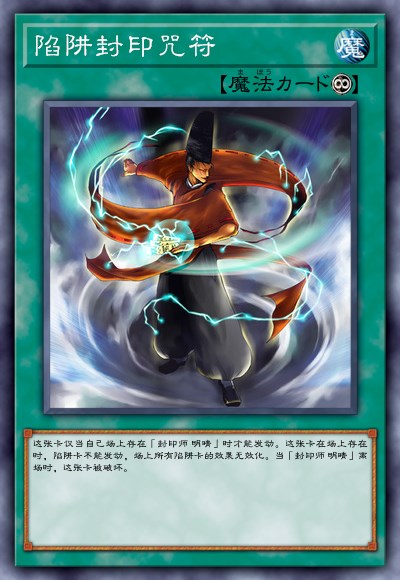 陷阱封印咒符
魔
【魔法カード】
まほう
这张卡仅当自己场上存在「封印师 明晴」时才能发动。这张卡在场上存在
时，陷阱卡不能发动，场上所有陷阱卡的效果无效化。当「封印师 明晴」离
场时，这张卡被破坏。